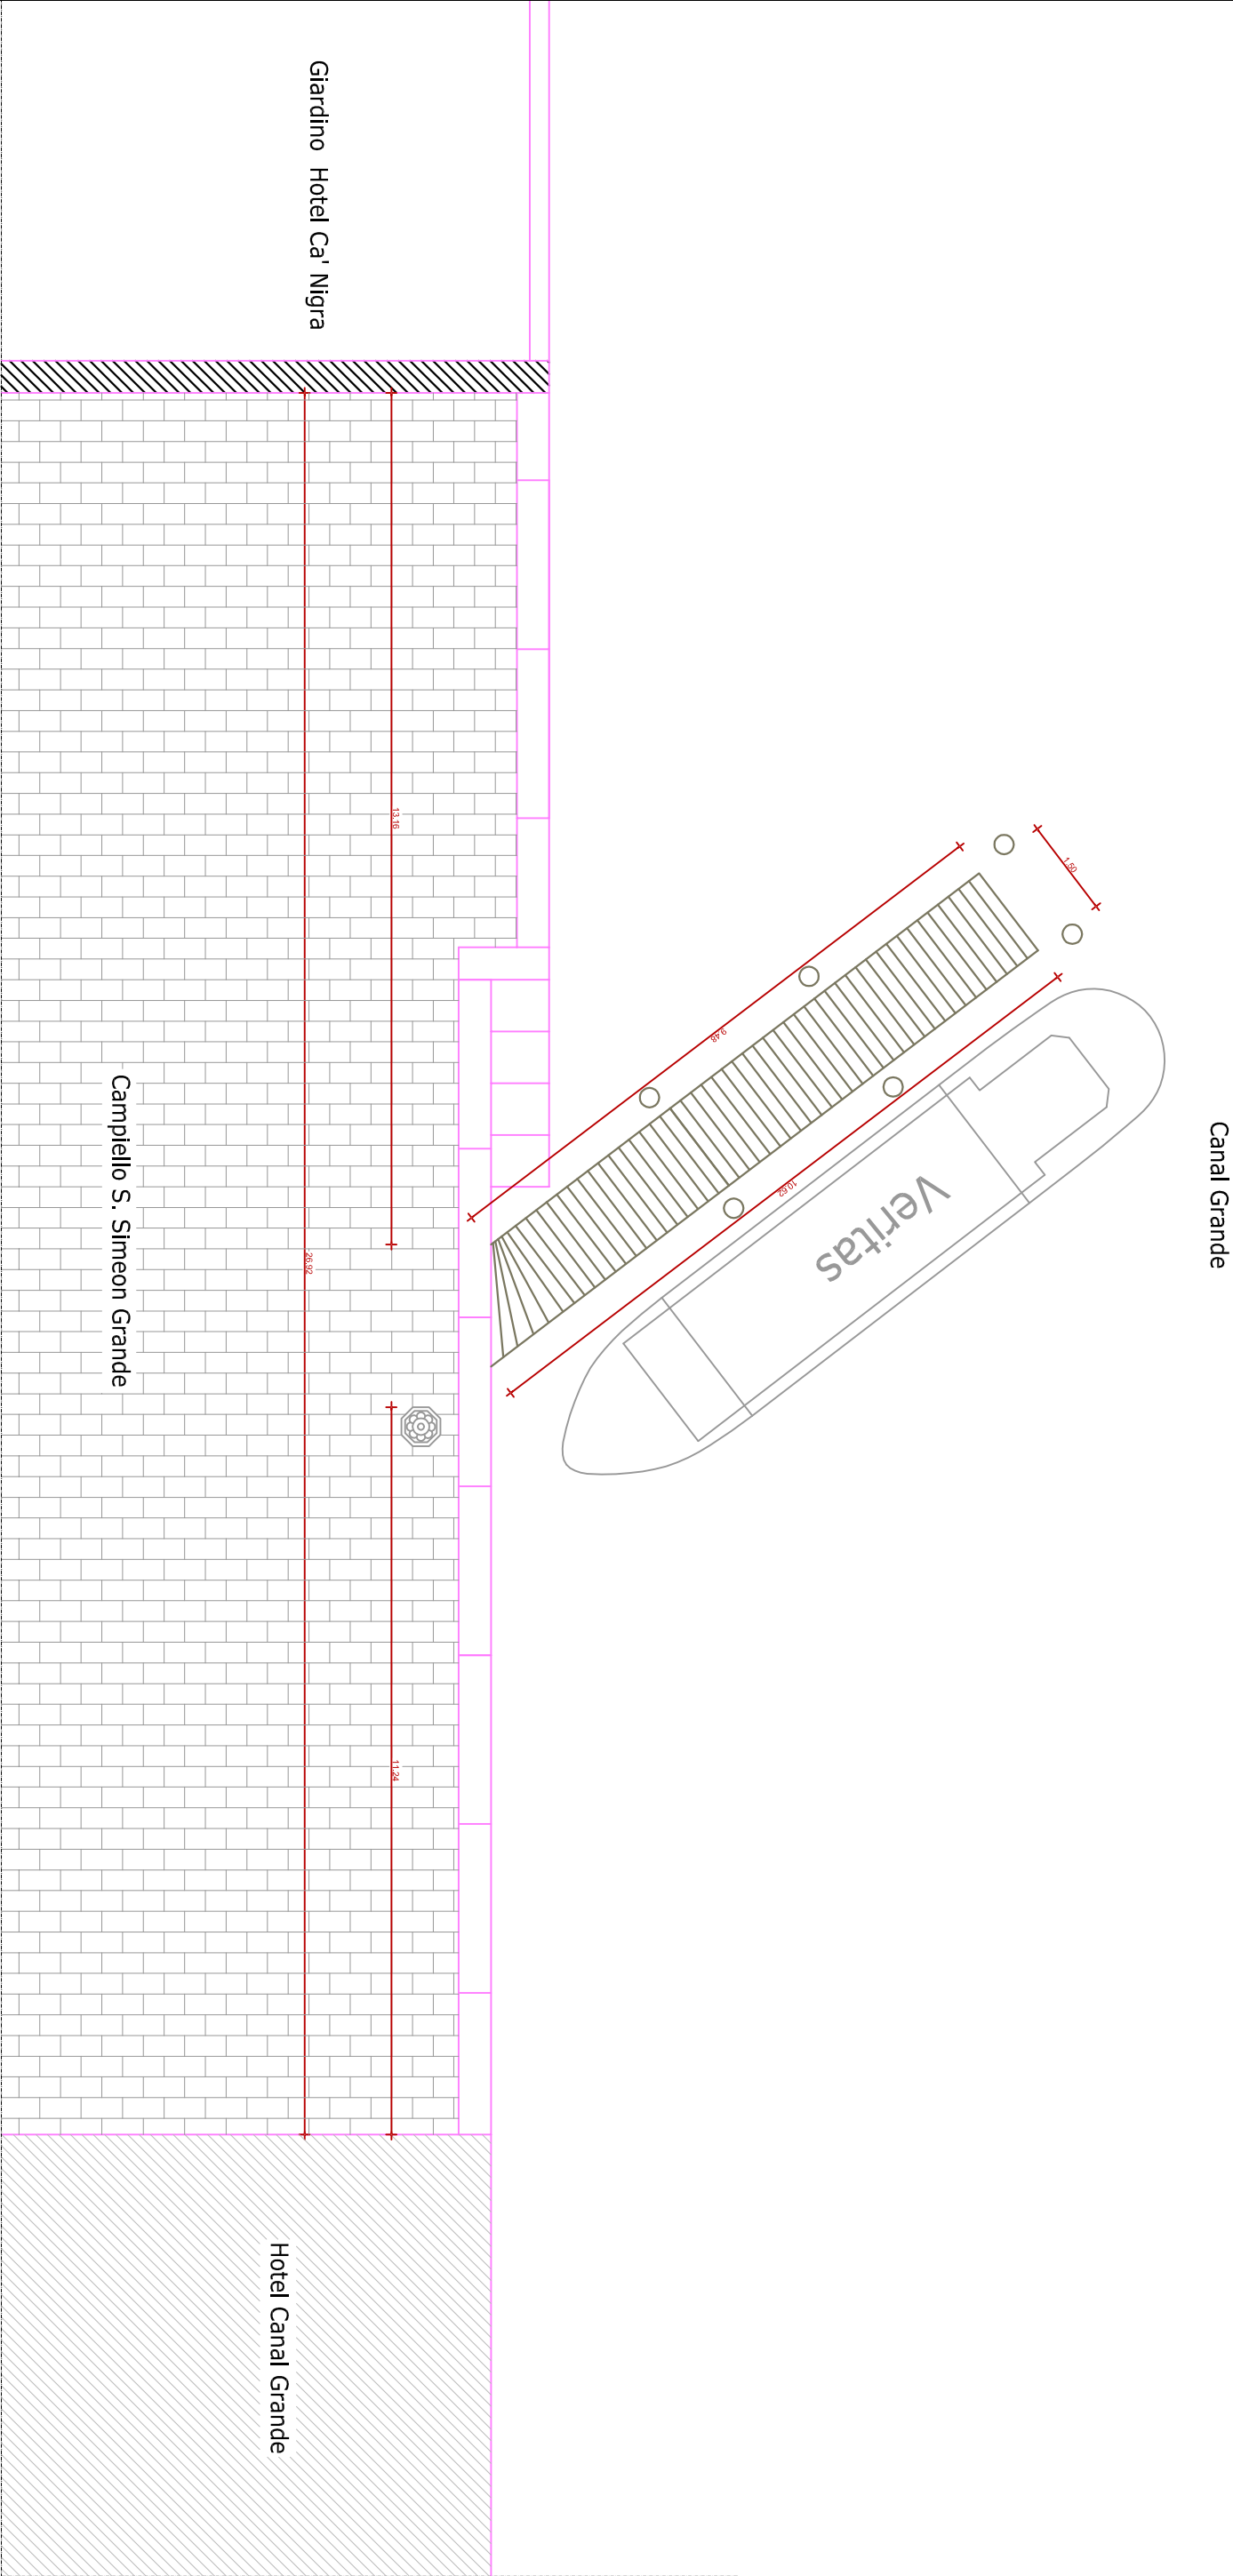 Giardino Hotel Ca' Nigra
13.16
1.50
9.48
Canal Grande
Campiello S. Simeon Grande
26.92
10.62
Veritas
11.24
Hotel Canal Grande